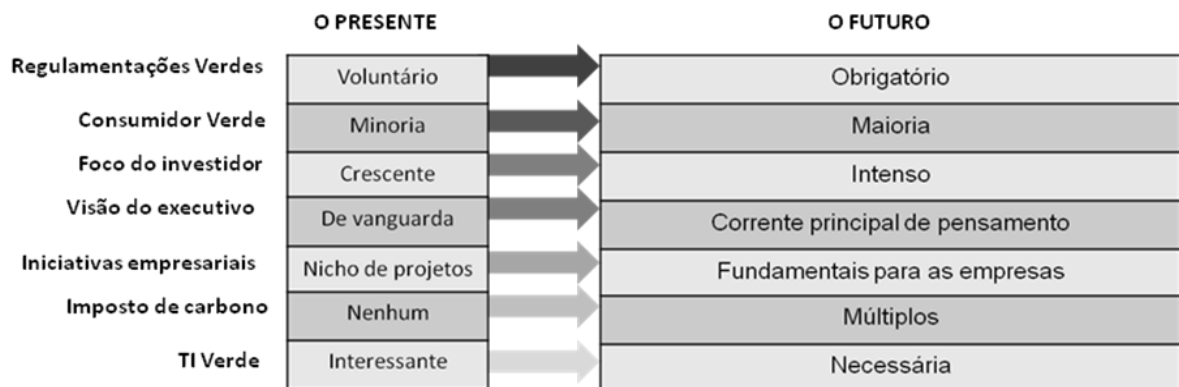 O PRESENTE O FUTURO
Regulamentações Verdes Voluntário Obrigatório
Consumidor Verde Minoria Maioria
Foco do investidor Crescente Intenso
Visão do executivo De vanguarda Corrente principal de pensamento
Iniciativas empresariais Nicho de projetos Fundamentais para as empresas
Imposto de carbono Nenhum Múltiplos
TI Verde Interessante Necessária